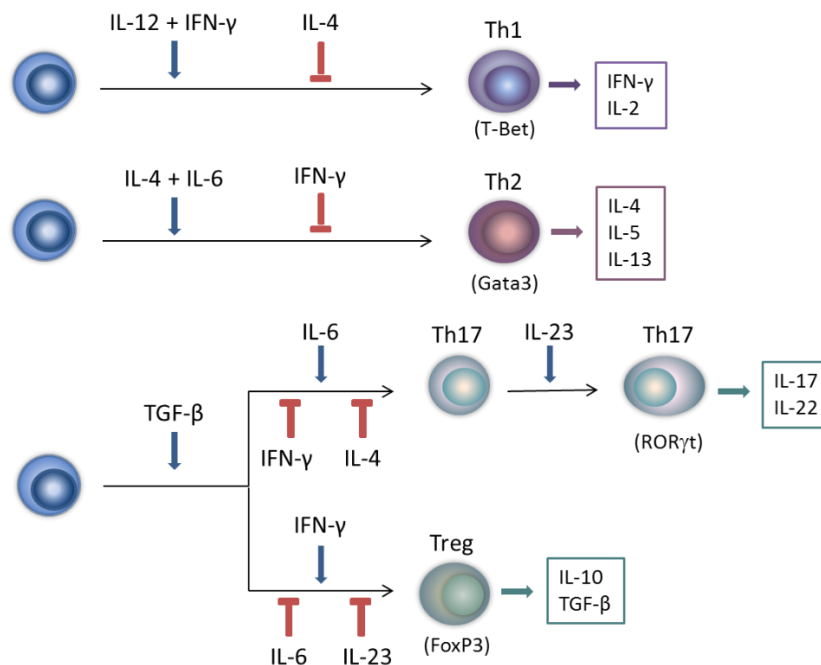 IL-12 + IFN-γ
IL-4
Th1
(T-Bet)
IFN-γ
IL-2
IL-4 + IL-6
IFN-γ
Th2
(Gata3)
IL-4
IL-5
IL-13
IL-6
Th17
IL-23
Th17
IL-17
IL-22
(RORγt)
TGF-β
IFN-γ
IL-4
IFN-γ
Treg
IL-10
TGF-β
(FoxP3)
IL-6
IL-23